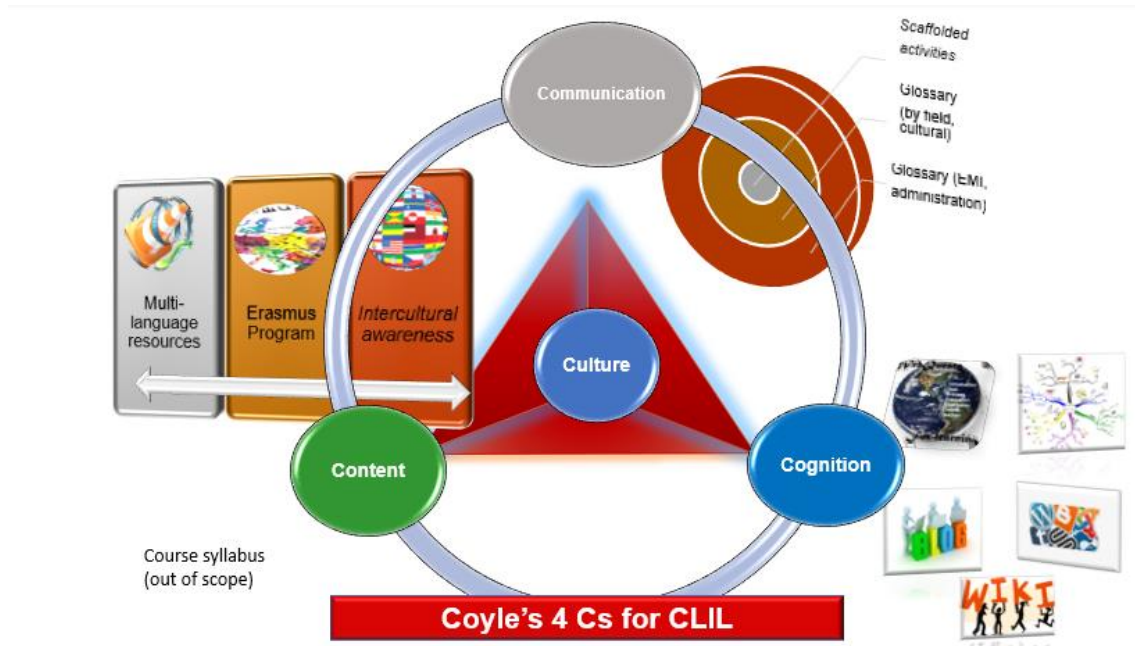 Scaffolded
activities
Communication
Glossary
(by field,
cultural)
Glossary (EMI,
administration)
Multi-
language
resources
Erasmus
Program
Intercultural
awareness
Culture
Content
Cognition
BLOB
WIKI
Course syllabus
(out of scope)
Coyle's 4 Cs for CLIL